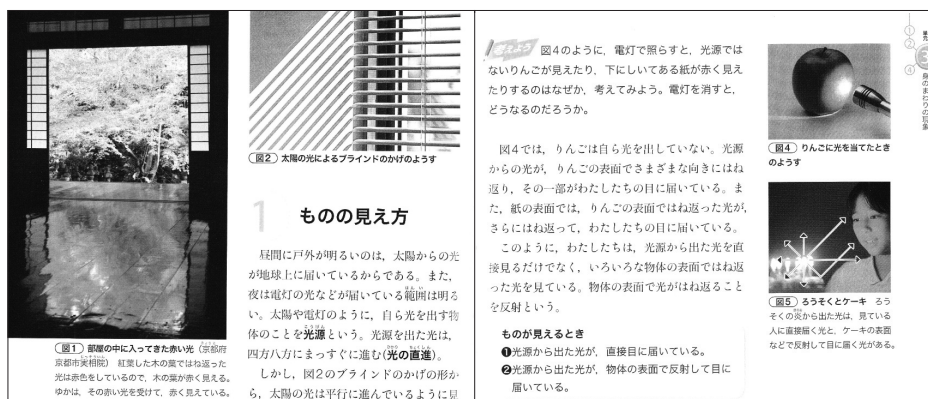 図1 部屋の中に入ってきた赤い光(京都府
京都市実相院) 紅葉した木の葉ではね返った
光は赤色をしているので,木の葉が赤く見える。
ゆかは,その赤い光を受けて,赤く見えている。
図2 太陽の光によるブラインドのかげのようす
1 ものの見え方
昼間に戸外が明るいのは,太陽からの光
が地球上に届いているからである。また,
夜は電灯の光などが届いている範囲は明る
い。太陽や電灯のように,自ら光を出す物
体のことを光源という。光源を出た光は,
四方八方にまっすぐに進む(光の直進)。
しかし,図2のブラインドのかげの形か
ら,太陽の光は平行に進んでいるように見
考えよう 図4のように,電灯で照らすと,光源では
ないりんごが見えたり,下にしいてある紙が赤く見え
たりするのはなぜか,考えてみよう。電灯を消すと,
どうなるのだろうか。
図4では,りんごは自ら光を出していない。光源
からの光が,りんごの表面でさまざまな向きにはね
返り,その一部がわたしたちの目に届いている。ま
た,紙の表面では,りんごの表面ではね返った光が,
さらにはね返って,わたしたちの目に届いている。
このように,わたしたちは,光源から出た光を直
接見るだけでなく,いろいろな物体の表面ではね返
った光を見ている。物体の表面で光がはね返ること
を反射という。
ものが見えるとき
❶光源から出た光が,直接目に届いている。
❷光源から出た光が,物体の表面で反射して目に
届いている。
図4 りんごに光を当てたとき
のようす
図5 ろうそくとケーキ ろう
そくの炎から出た光は,見ている
人に直接届く光と,ケーキの表面
などで反射して目に届く光がある。
単元
①
②
3
④
身のまわりの現象